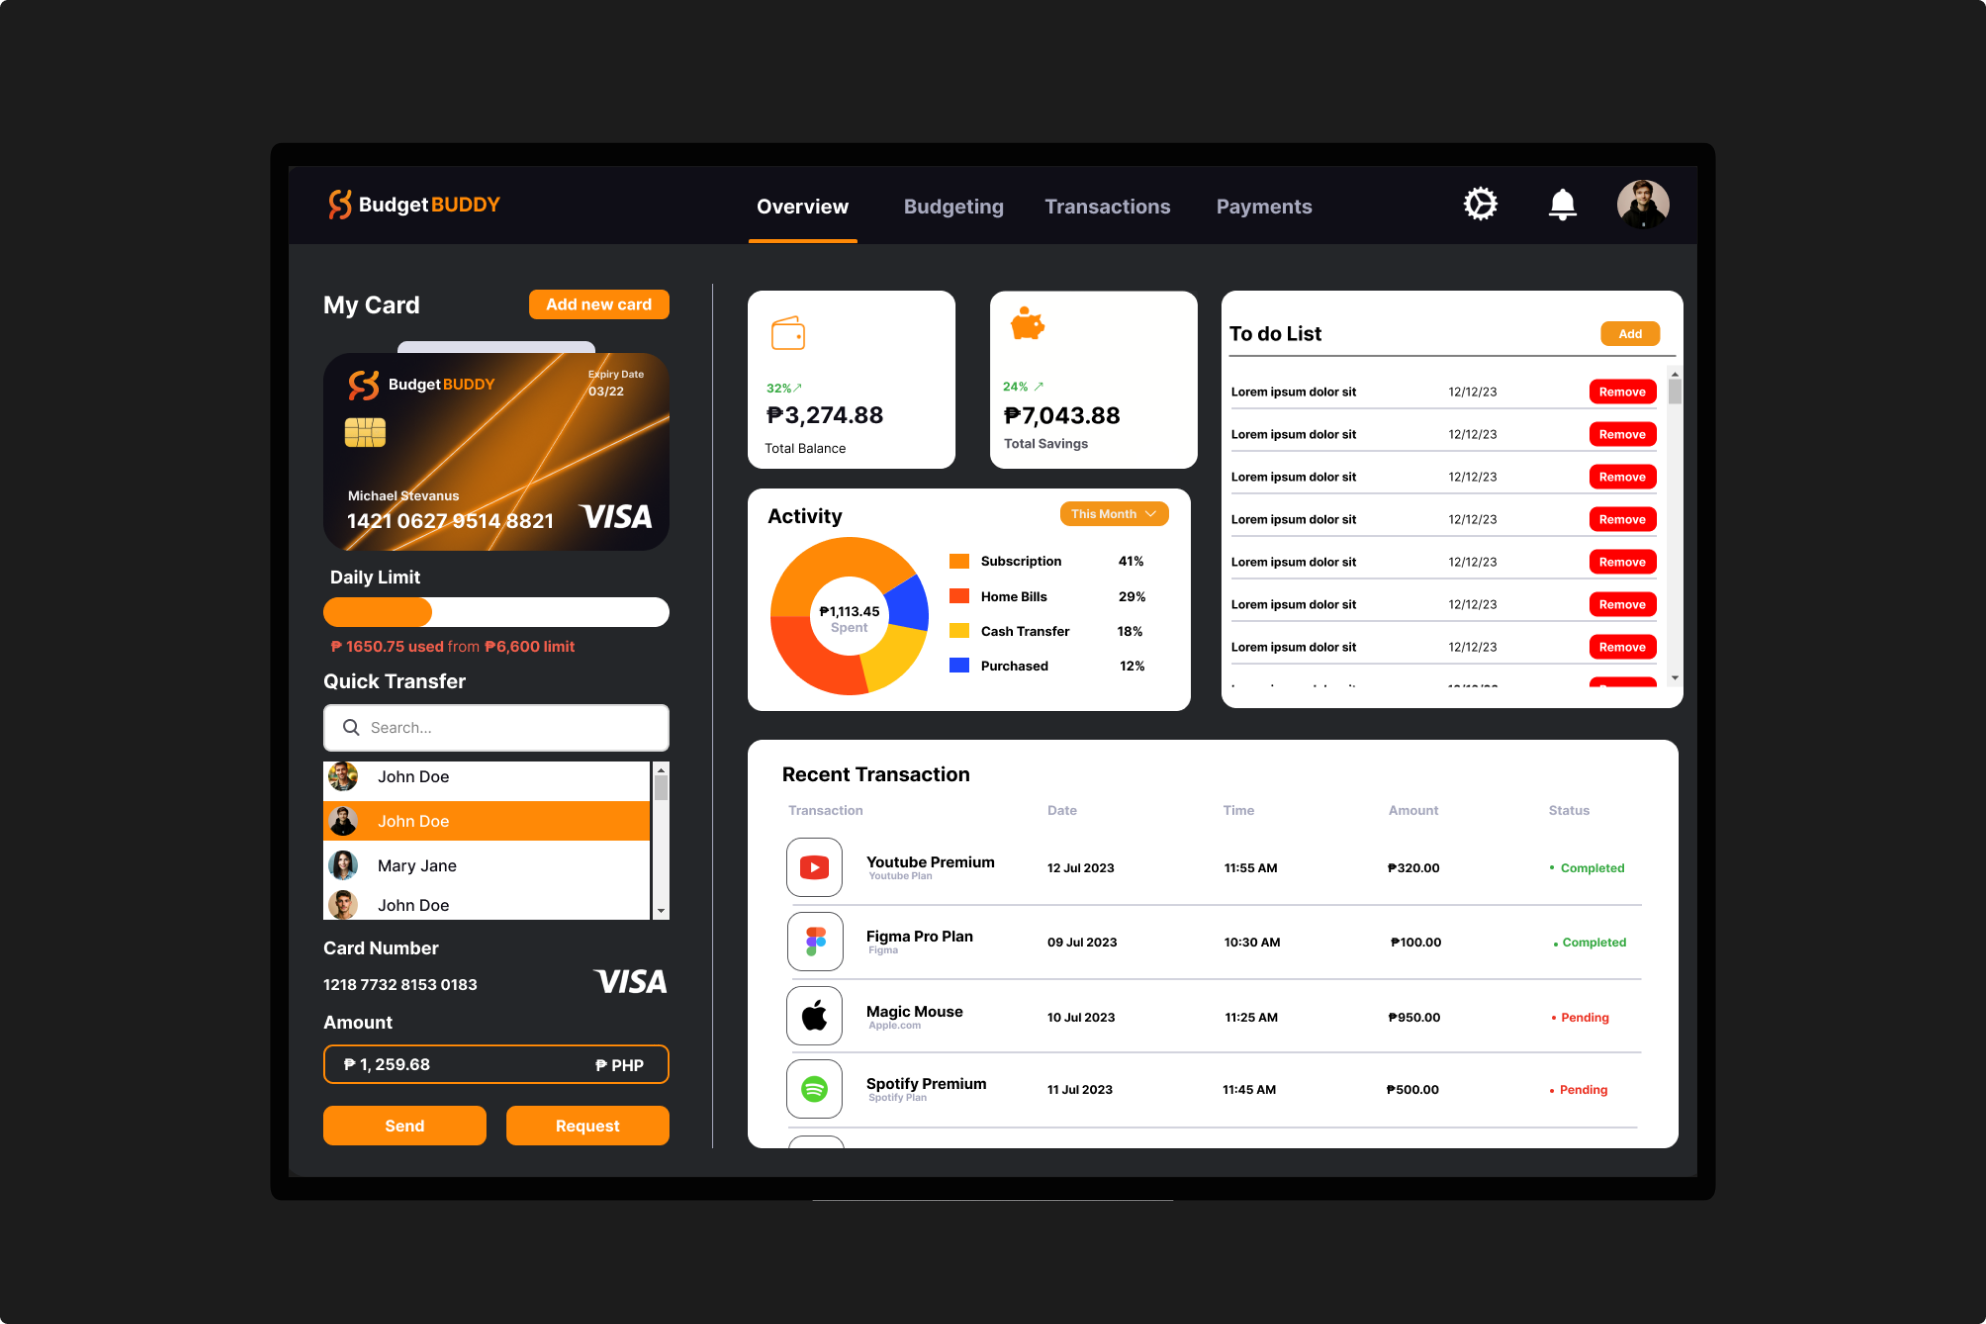 BudgetBUDDY
Overview Budgeting Transactions Payments
My Card Add new card
BudgetBUDDY
Expiry Date
03/22
Michael Stevanus
1421 0627 9514 8821 VISA
Daily Limit
₱ 1650.75 used from ₱6,600 limit
Quick Transfer
Search...
John Doe
John Doe
Mary Jane
John Doe
Card Number
1218 7732 8153 0183 VISA
Amount
₱ 1, 259.68 ₱ PHP
Send Request
32%
₱3,274.88
Total Balance
24%
₱7,043.88
Total Savings
Activity This Month
₱1,113.45
Spent
Subscription 41%
Home Bills 29%
Cash Transfer 18%
Purchased 12%
To do List Add
Lorem ipsum dolor sit 12/12/23 Remove
Lorem ipsum dolor sit 12/12/23 Remove
Lorem ipsum dolor sit 12/12/23 Remove
Lorem ipsum dolor sit 12/12/23 Remove
Lorem ipsum dolor sit 12/12/23 Remove
Lorem ipsum dolor sit 12/12/23 Remove
Lorem ipsum dolor sit 12/12/23 Remove
Recent Transaction
Transaction Date Time Amount Status
Youtube Premium 12 Jul 2023 11:55 AM ₱320.00 • Completed
Youtube Plan
Figma Pro Plan 09 Jul 2023 10:30 AM ₱100.00 • Completed
Figma
Magic Mouse 10 Jul 2023 11:25 AM ₱950.00 • Pending
Apple.com
Spotify Premium 11 Jul 2023 11:45 AM ₱500.00 • Pending
Spotify Plan